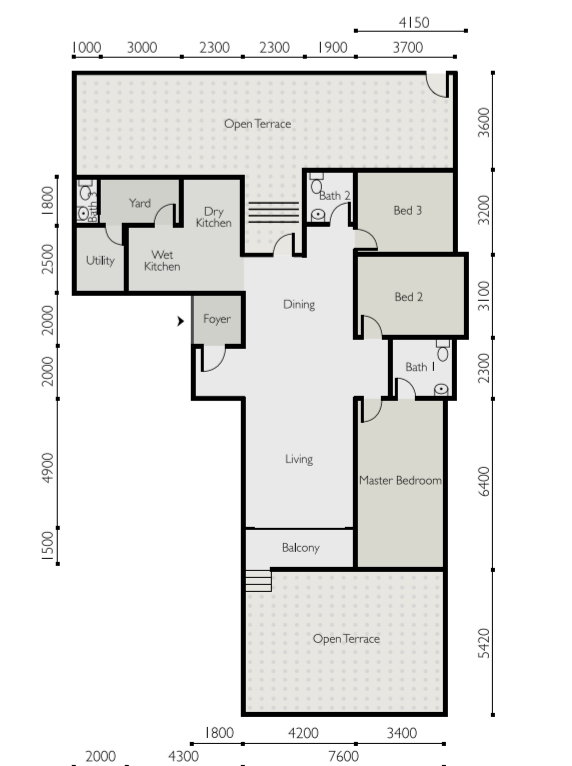 4150
1000 3000 2300 2300 1900 3700
Open Terrace
3600
1800
Bath 3
Yard
Dry
Kitchen
Bath 2
Bed 3
3200
2500
Utility
Wet
Kitchen
Dining
Bed 2
3100
2000
Foyer
2000
Bath 1
2300
4900
Living
Master Bedroom
6400
1500
Balcony
Open Terrace
5420
1800 4200 3400
2000 4300 7600